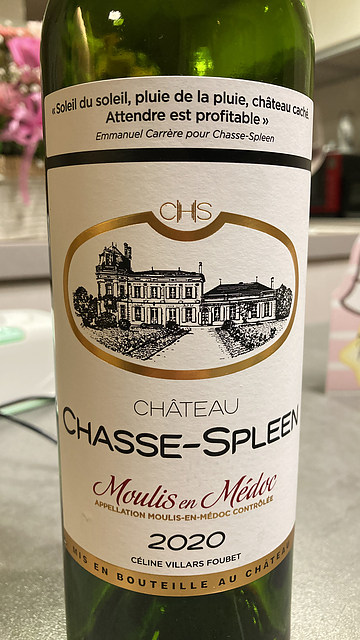 « Soleil du soleil, pluie de la pluie, château caché
Attendre est profitable »
Emmanuel Carrère pour Chasse-Spleen
CHS
CHÂTEAU
CHASSE-SPLEEN
Moulis en Médoc
APPELLATION MOULIS-EN-MÉDOC CONTRÔLÉE
2020
CÉLINE VILLARS FOUBET
MIS EN BOUTEILLE AU CHÂTEAU